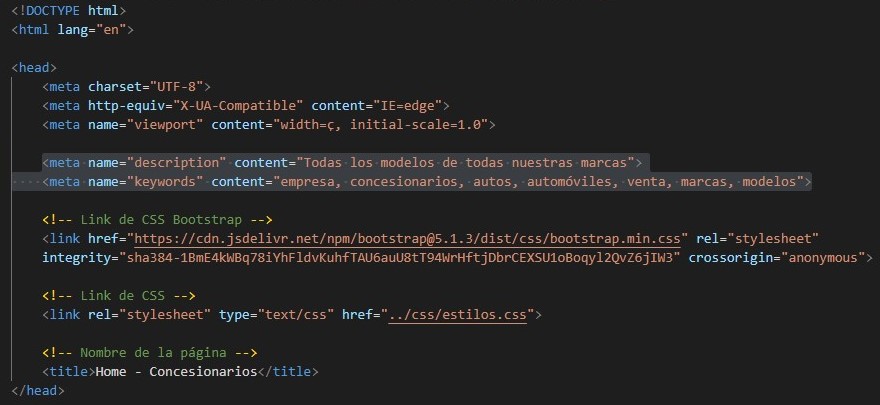 <!DOCTYPE html>
<html lang="en">
<head>
<meta charset="UTF-8">
<meta http-equiv="X-UA-Compatible" content="IE=edge">
<meta name="viewport" content="width=ç, initial-scale=1.0">
<meta name="description" content="Todas los modelos de todas nuestras marcas">
<meta name="keywords" content="empresa, concesionarios, autos, automóviles, venta, marcas, modelos">
<!-- Link de CSS Bootstrap -->
<link href="https://cdn.jsdelivr.net/npm/bootstrap@5.1.3/dist/css/bootstrap.min.css" rel="stylesheet"
integrity="sha384-1BmE4kWBq78iYhFldvKuhfTAU6auU8tT94WrHftjDbrCEXSU1oBoqyl2QvZ6jIW3" crossorigin="anonymous">
<!-- Link de CSS -->
<link rel="stylesheet" type="text/css" href="../css/estilos.css">
<!-- Nombre de la página -->
<title>Home - Concesionarios</title>
</head>